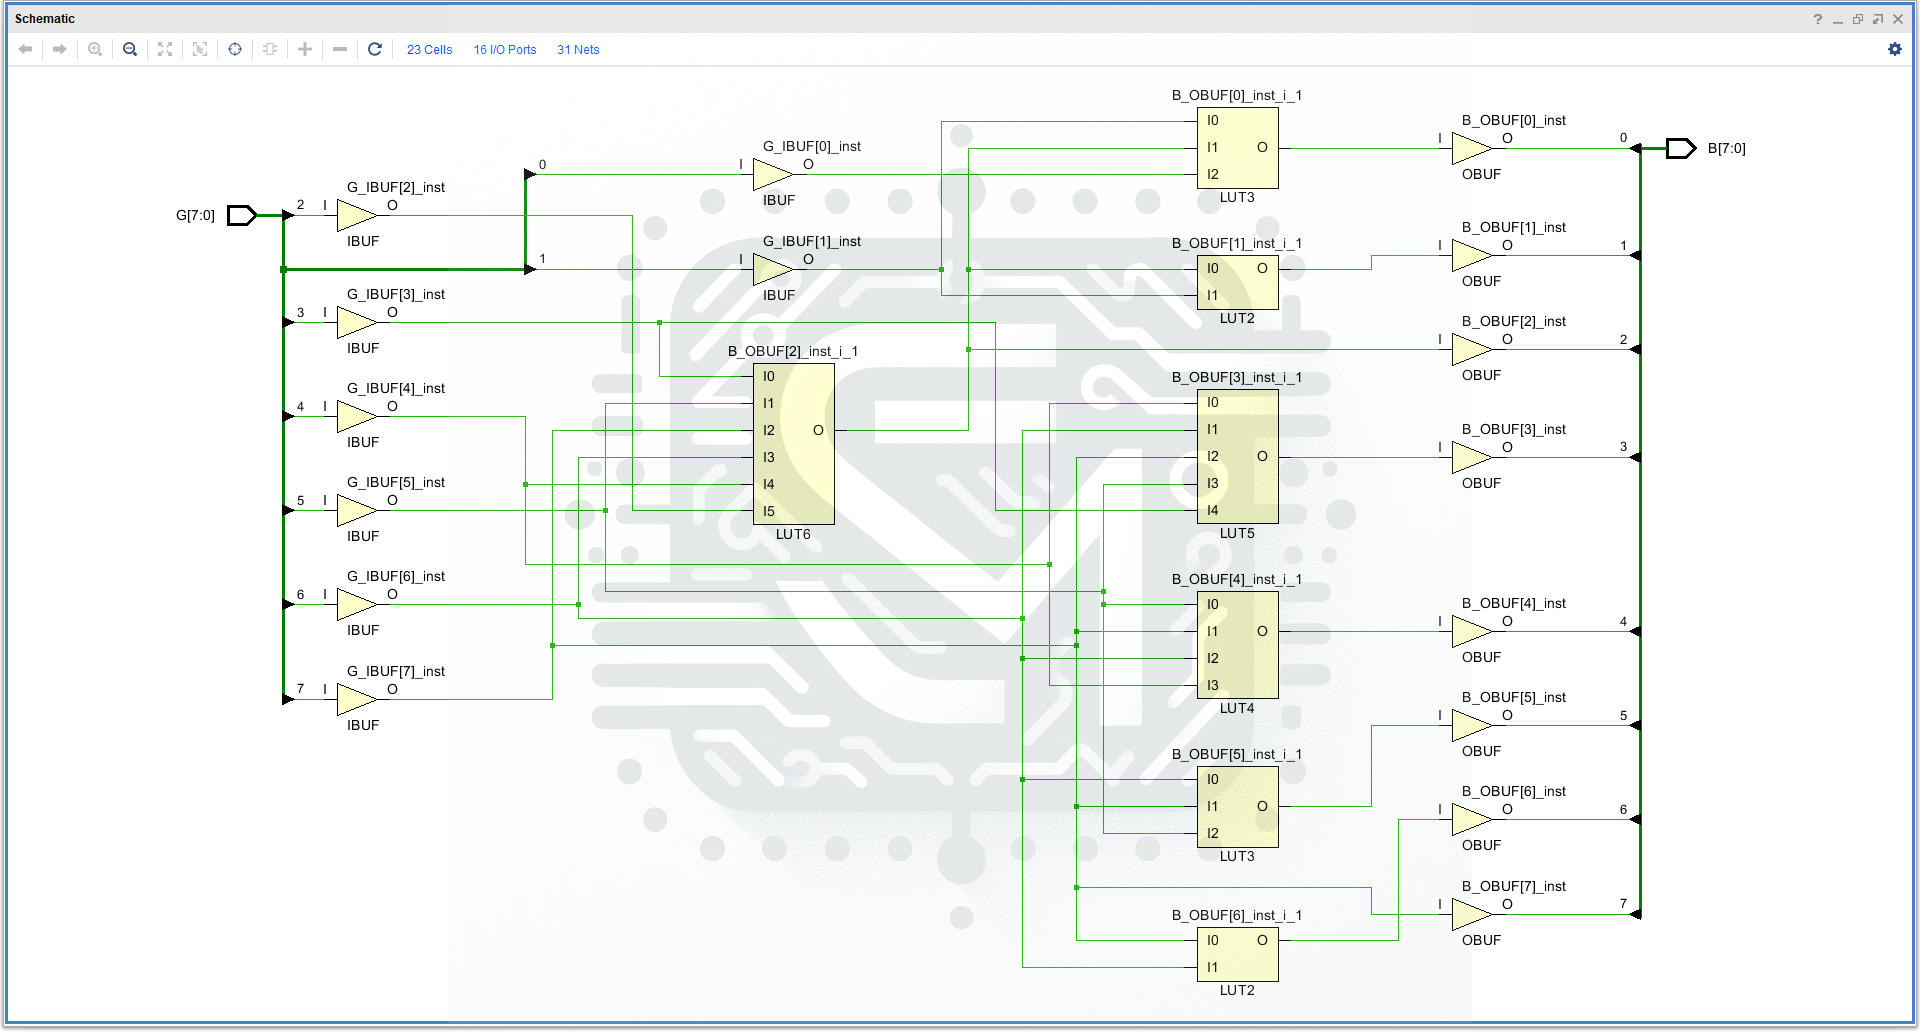 Schematic
23 Cells 16 I/O Ports 31 Nets
G[7:0]
2 I O
G_IBUF[2]_inst
IBUF
3 I O
G_IBUF[3]_inst
IBUF
4 I O
G_IBUF[4]_inst
IBUF
5 I O
G_IBUF[5]_inst
IBUF
6 I O
G_IBUF[6]_inst
IBUF
7 I O
G_IBUF[7]_inst
IBUF
0
G_IBUF[0]_inst
I O
IBUF
1
G_IBUF[1]_inst
I O
IBUF
B_OBUF[2]_inst_i_1
I0
I1
I2 O
I3
I4
I5
LUT6
B_OBUF[0]_inst_i_1
I0
I1 O
I2
LUT3
B_OBUF[1]_inst_i_1
I0 O
I1
LUT2
B_OBUF[3]_inst_i_1
I0
I1
I2 O
I3
I4
LUT5
B_OBUF[4]_inst_i_1
I0
I1 O
I2
I3
LUT4
B_OBUF[5]_inst_i_1
I0
I1 O
I2
LUT3
B_OBUF[6]_inst_i_1
I0 O
I1
LUT2
B_OBUF[0]_inst
I O 0
OBUF
B_OBUF[1]_inst
I O 1
OBUF
B_OBUF[2]_inst
I O 2
OBUF
B_OBUF[3]_inst
I O 3
OBUF
B_OBUF[4]_inst
I O 4
OBUF
B_OBUF[5]_inst
I O 5
OBUF
B_OBUF[6]_inst
I O 6
OBUF
B_OBUF[7]_inst
I O 7
OBUF
B[7:0]